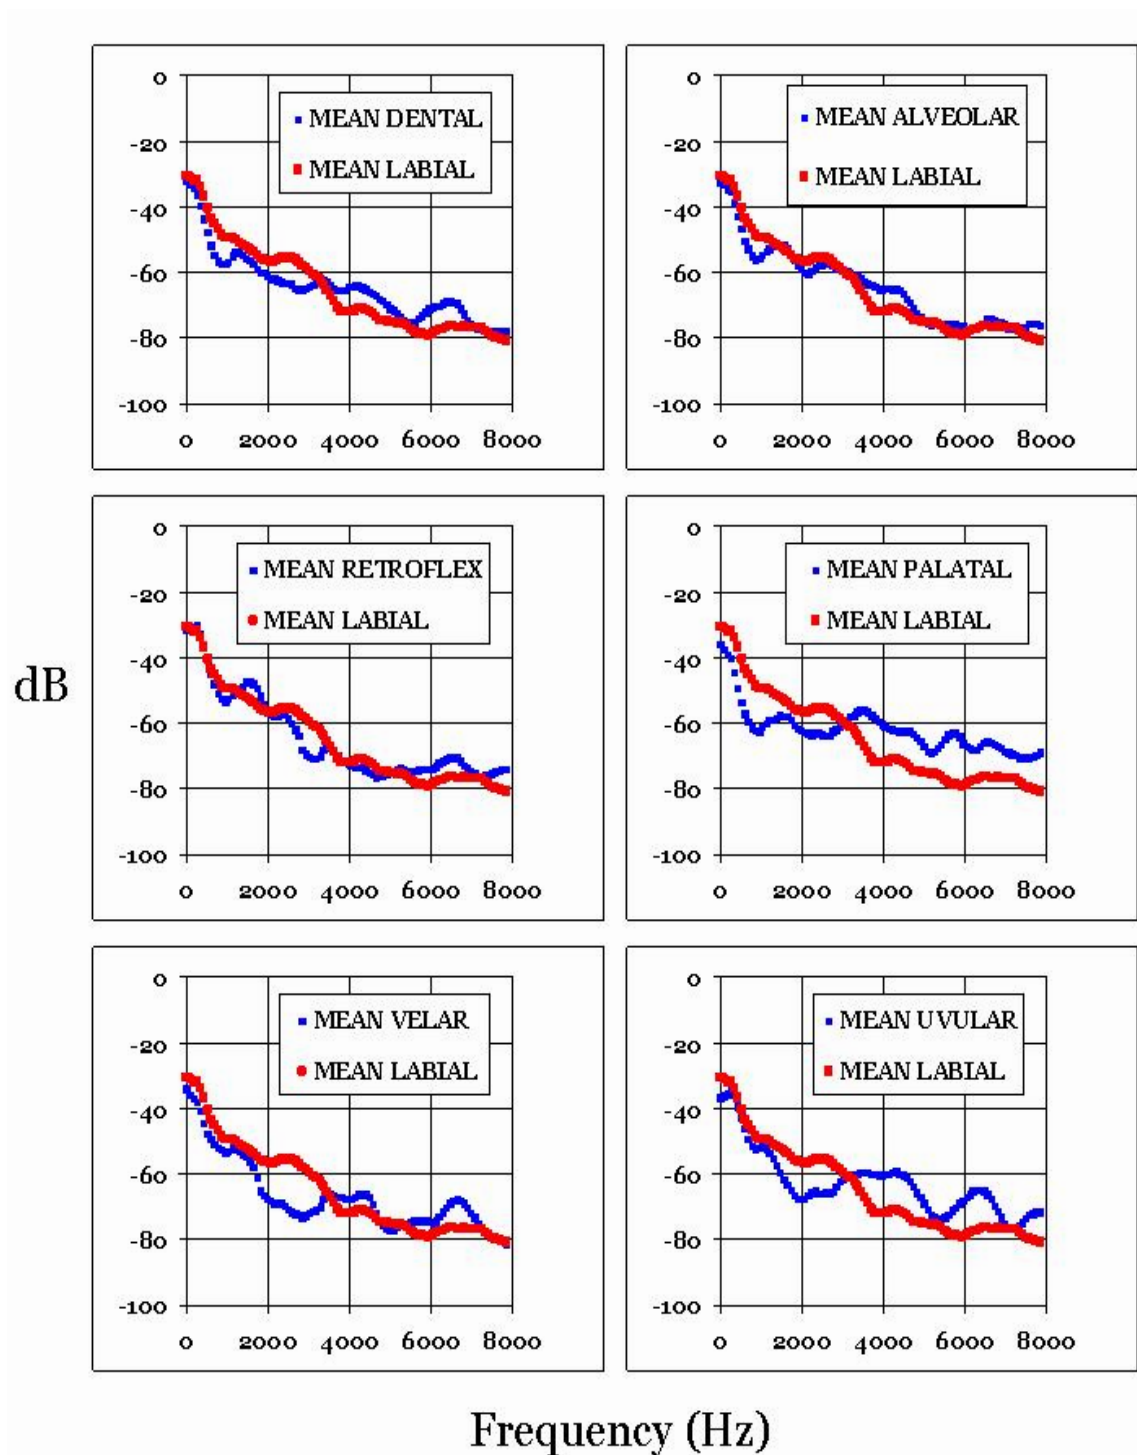 0
-20
-40
-60
-80
-100
0 2000 4000 6000 8000
MEAN DENTAL
MEAN LABIAL
0
-20
-40
-60
-80
-100
0 2000 4000 6000 8000
MEAN ALVEOLAR
MEAN LABIAL
0
-20
-40
-60
-80
-100
0 2000 4000 6000 8000
MEAN RETROFLEX
MEAN LABIAL
0
-20
-40
-60
-80
-100
0 2000 4000 6000 8000
MEAN PALATAL
MEAN LABIAL
dB
0
-20
-40
-60
-80
-100
0 2000 4000 6000 8000
MEAN VELAR
MEAN LABIAL
0
-20
-40
-60
-80
-100
0 2000 4000 6000 8000
MEAN UVULAR
MEAN LABIAL
Frequency (Hz)